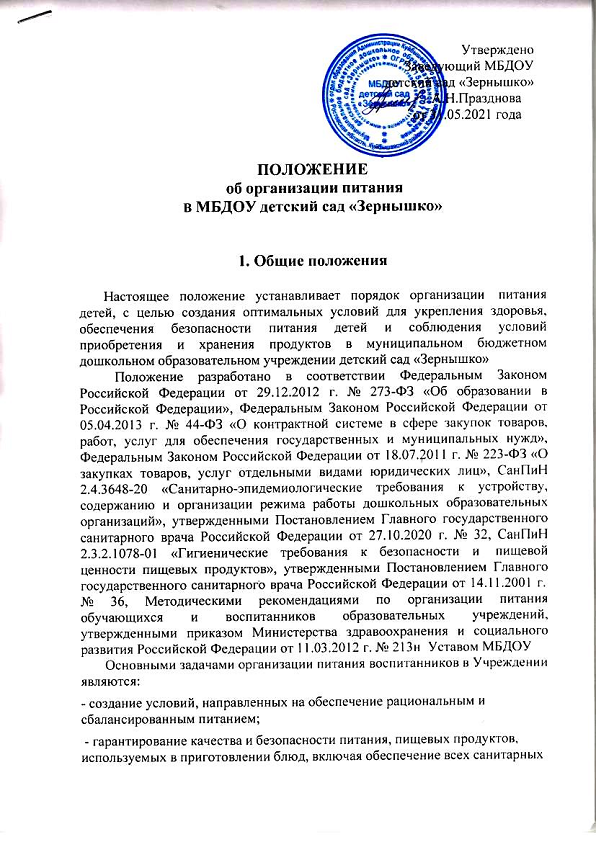 Утверждено
Заведующий МБДОУ
детский сад «Зернышко»
А.Н.Празднова
.05.2021 года
МБДОУ
детский сад
«Зернышко»
ПОЛОЖЕНИЕ
об организации питания
в МБДОУ детский сад «Зернышко»
1. Общие положения
Настоящее положение устанавливает порядок организации питания
детей, с целью создания оптимальных условий для укрепления здоровья,
обеспечения безопасности питания детей и соблюдения условий
приобретения и хранения продуктов в муниципальном бюджетном
дошкольном образовательном учреждении детский сад «Зернышко»
Положение разработано в соответствии Федеральным Законом
Российской Федерации от 29.12.2012 г. № 273-ФЗ «Об образовании в
Российской Федерации», Федеральным Законом Российской Федерации от
05.04.2013 г. № 44-ФЗ «О контрактной системе в сфере закупок товаров,
работ, услуг для обеспечения государственных и муниципальных нужд»,
Федеральным Законом Российской Федерации от 18.07.2011 г. № 223-ФЗ «О
закупках товаров, услуг отдельными видами юридических лиц», СанПиН
2.4.3648-20 «Санитарно-эпидемиологические требования к устройству,
содержанию и организации режима работы дошкольных образовательных
организаций», утвержденными Постановлением Главного государственного
санитарного врача Российской Федерации от 27.10.2020 г. № 32, СанПиН
2.3.2.1078-01 «Гигиенические требования к безопасности и пищевой
ценности пищевых продуктов», утвержденными Постановлением Главного
государственного санитарного врача Российской Федерации от 14.11.2001 г.
№ 36, Методическими рекомендациями по организации питания
обучающихся и воспитанников образовательных учреждений,
утвержденными приказом Министерства здравоохранения и социального
развития Российской Федерации от 11.03.2012 г. № 213н Уставом МБДОУ
Основными задачами организации питания воспитанников в Учреждении
являются:
- создание условий, направленных на обеспечение рациональным и
сбалансированным питанием;
- гарантирование качества и безопасности питания, пищевых продуктов,
используемых в приготовлении блюд, включая обеспечение всех санитарных